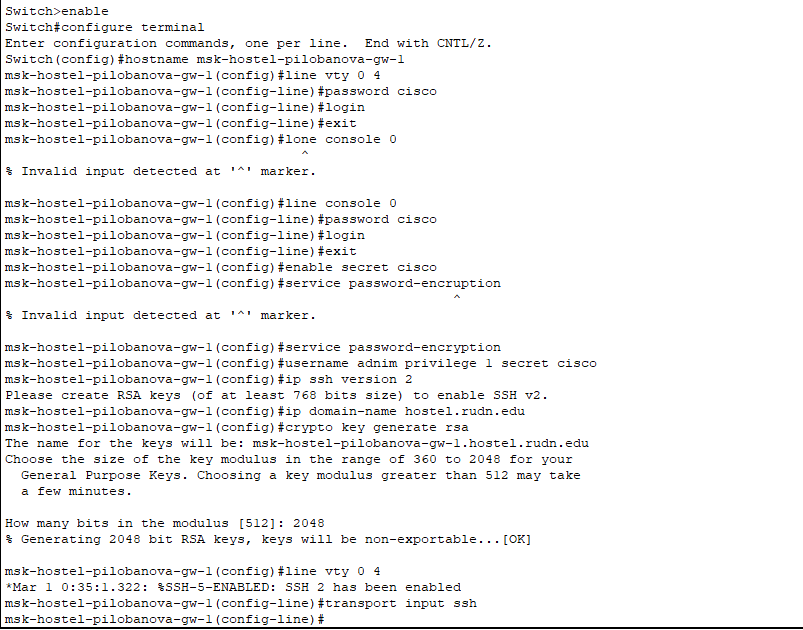 Switch>enable
Switch#configure terminal
Enter configuration commands, one per line.  End with CNTL/Z.
Switch(config)#hostname msk-hostel-pilobanova-gw-1
msk-hostel-pilobanova-gw-1(config)#line vty 0 4
msk-hostel-pilobanova-gw-1(config-line)#password cisco
msk-hostel-pilobanova-gw-1(config-line)#login
msk-hostel-pilobanova-gw-1(config-line)#exit
msk-hostel-pilobanova-gw-1(config)#lone console 0
^
% Invalid input detected at '^' marker.
msk-hostel-pilobanova-gw-1(config)#line console 0
msk-hostel-pilobanova-gw-1(config-line)#password cisco
msk-hostel-pilobanova-gw-1(config-line)#login
msk-hostel-pilobanova-gw-1(config-line)#exit
msk-hostel-pilobanova-gw-1(config)#enable secret cisco
msk-hostel-pilobanova-gw-1(config)#service password-encruption
^
% Invalid input detected at '^' marker.
msk-hostel-pilobanova-gw-1(config)#service password-encryption
msk-hostel-pilobanova-gw-1(config)#username adnim privilege 1 secret cisco
msk-hostel-pilobanova-gw-1(config)#ip ssh version 2
Please create RSA keys (of at least 768 bits size) to enable SSH v2.
msk-hostel-pilobanova-gw-1(config)#ip domain-name hostel.rudn.edu
msk-hostel-pilobanova-gw-1(config)#crypto key generate rsa
The name for the keys will be: msk-hostel-pilobanova-gw-1.hostel.rudn.edu
Choose the size of the key modulus in the range of 360 to 2048 for your
General Purpose Keys. Choosing a key modulus greater than 512 may take
a few minutes.
How many bits in the modulus [512]: 2048
% Generating 2048 bit RSA keys, keys will be non-exportable...[OK]
msk-hostel-pilobanova-gw-1(config)#line vty 0 4
*Mar 1 0:35:1.322: %SSH-5-ENABLED: SSH 2 has been enabled
msk-hostel-pilobanova-gw-1(config-line)#transport input ssh
msk-hostel-pilobanova-gw-1(config-line)#